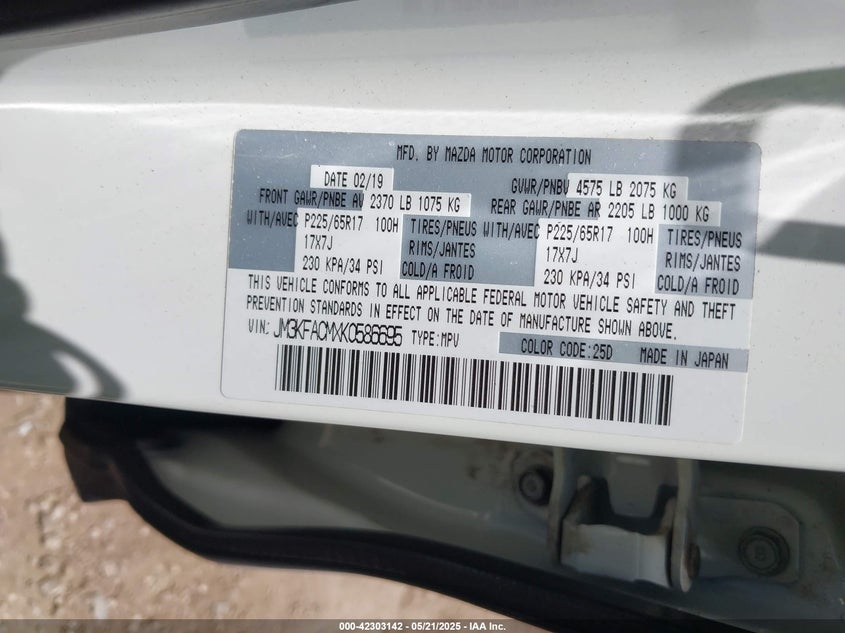 MFD. BY MAZDA MOTOR CORPORATION
DATE 02/19 GVWR/PNBV 4575 LB 2075 KG
FRONT GAWR/PNBE AV 2370 LB 1075 KG REAR GAWR/PNBE AR 2205 LB 1000 KG
WITH/AVEC P225/65R17 100H TIRES/PNEUS WITH/AVEC P225/65R17 100H TIRES/PNEUS
17X7J RIMS/JANTES 17X7J RIMS/JANTES
230 KPA/34 PSI COLD/A FROID 230 KPA/34 PSI COLD/A FROID
THIS VEHICLE CONFORMS TO ALL APPLICABLE FEDERAL MOTOR VEHICLE SAFETY AND THEFT
PREVENTION STANDARDS IN EFFECT ON THE DATE OF MANUFACTURE SHOWN ABOVE.
VIN: JM3KFACMXK0586695 TYPE:MPV COLOR CODE:25D MADE IN JAPAN
B
000-42303142 - 05/21/2025 - IAA Inc.